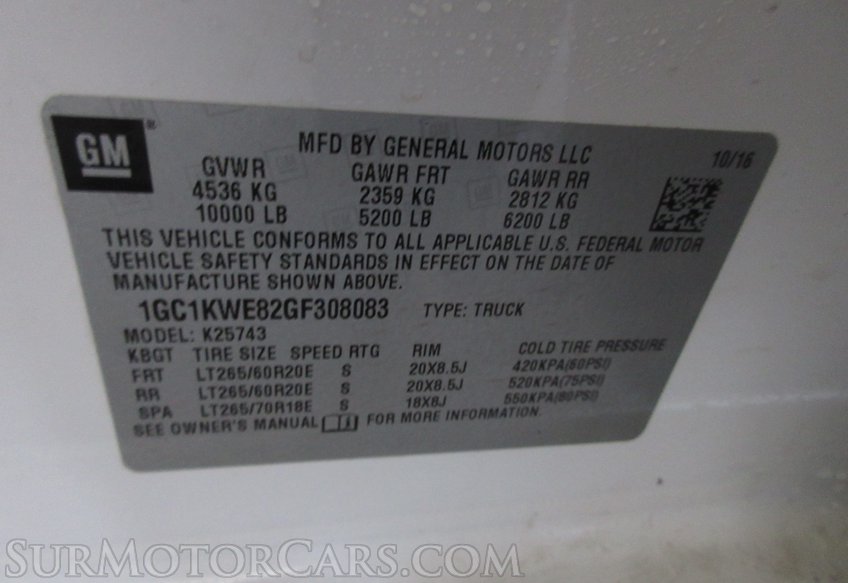 GM ®
MFD BY GENERAL MOTORS LLC 10/16
GVWR GAWR FRT GAWR RR
4536 KG 2359 KG 2812 KG
10000 LB 5200 LB 6200 LB
THIS VEHICLE CONFORMS TO ALL APPLICABLE U.S. FEDERAL MOTOR
VEHICLE SAFETY STANDARDS IN EFFECT ON THE DATE OF
MANUFACTURE SHOWN ABOVE.
1GC1KWE82GF308083 TYPE: TRUCK
MODEL: K25743
KBGT TIRE SIZE SPEED RTG RIM COLD TIRE PRESSURE
FRT LT265/60R20E S 20X8.5J 420KPA(60PSI)
RR LT265/60R20E S 20X8.5J 520KPA(75PSI)
SPA LT265/70R18E S 18X8J 550KPA(80PSI)
SEE OWNER'S MANUAL FOR MORE INFORMATION.
SURMOTORCARS.COM